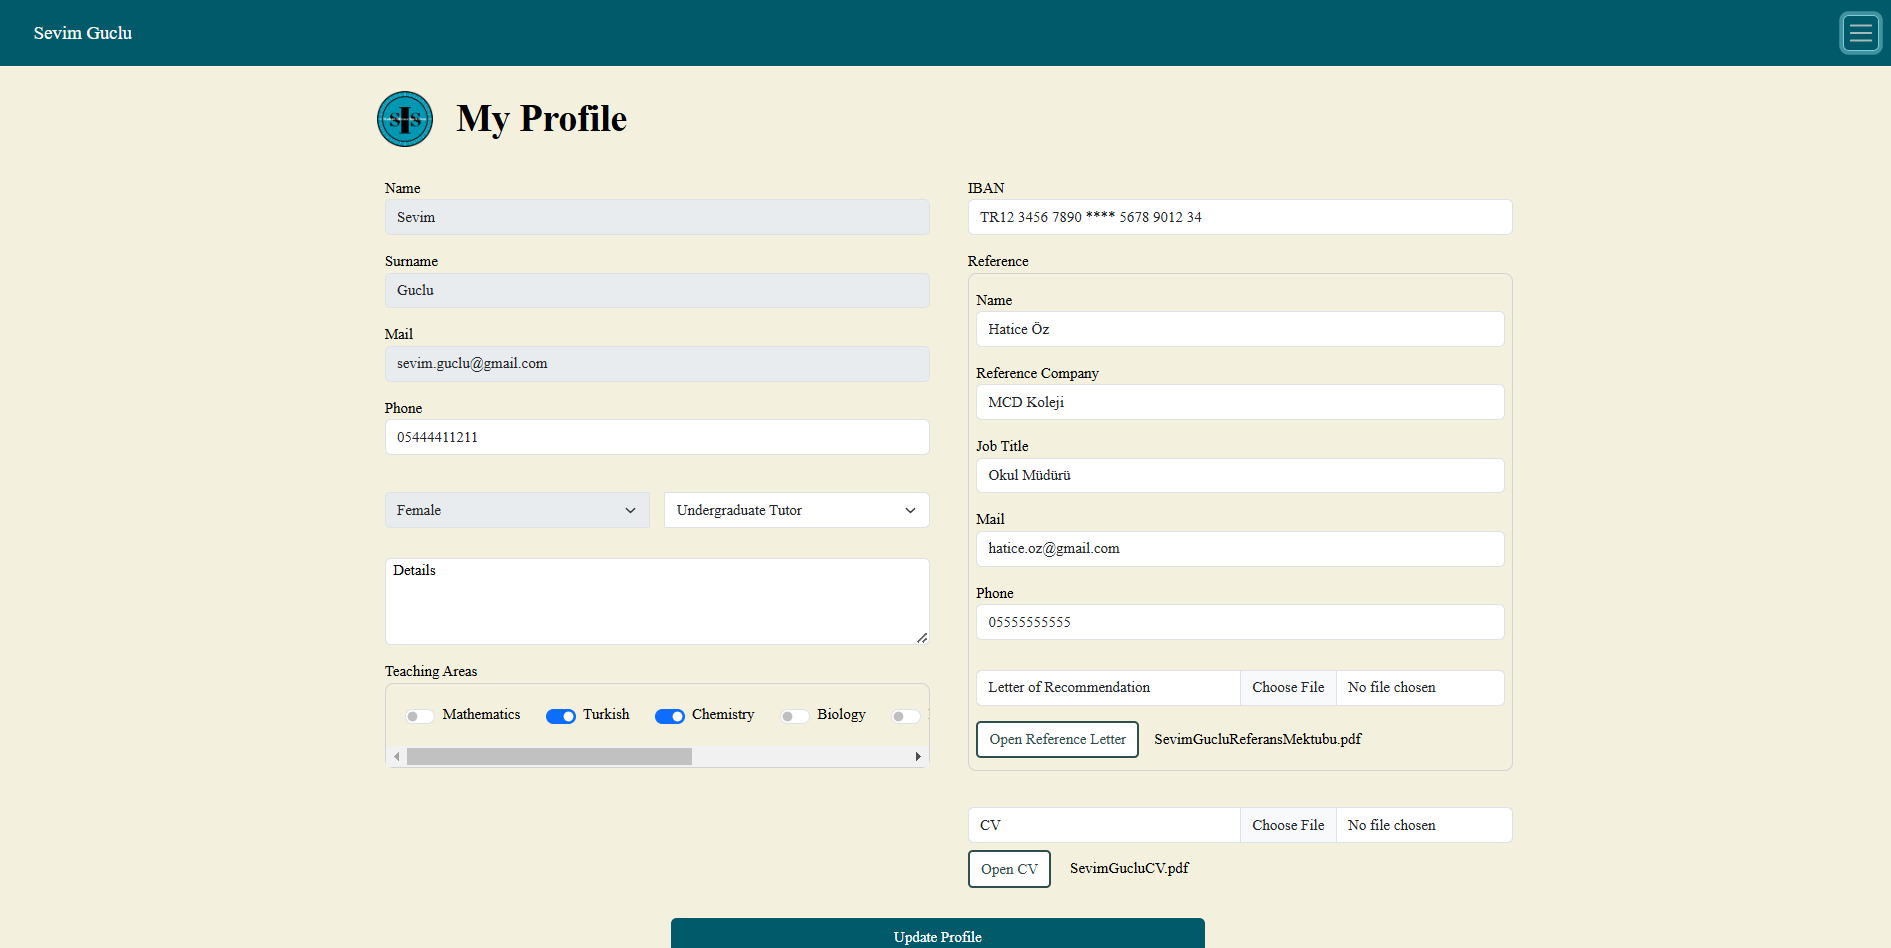 Sevim Guclu
SIS
My Profile
Name
Sevim
Surname
Guclu
Mail
sevim.guclu@gmail.com
Phone
05444411211
Female
Undergraduate Tutor
Details
Teaching Areas
Mathematics
Turkish
Chemistry
Biology
IBAN
TR12 3456 7890 **** 5678 9012 34
Reference
Name
Hatice Öz
Reference Company
MCD Koleji
Job Title
Okul Müdürü
Mail
hatice.oz@gmail.com
Phone
05555555555
Letter of Recommendation
Choose File
No file chosen
Open Reference Letter
SevimGucluReferansMektubu.pdf
CV
Choose File
No file chosen
Open CV
SevimGucluCV.pdf
Update Profile